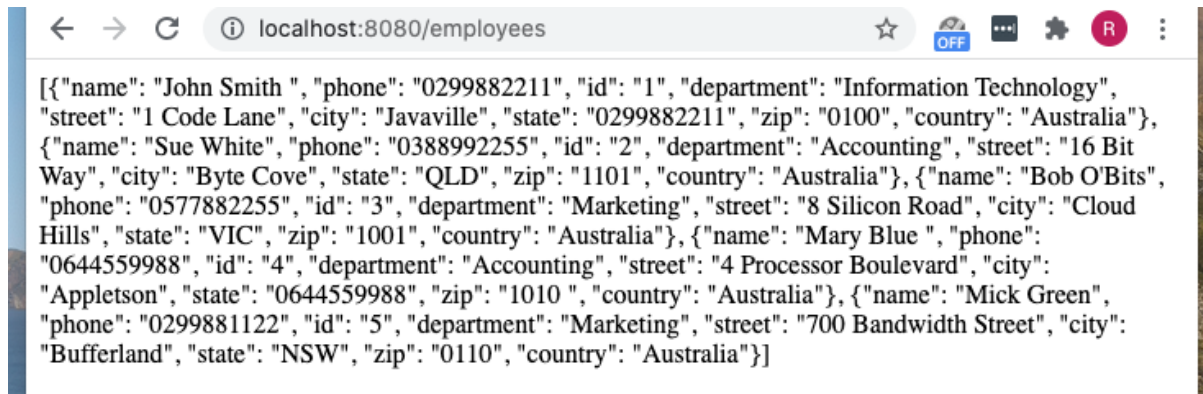 localhost:8080/employees
OFF
R
[{"name": "John Smith ", "phone": "0299882211", "id": "1", "department": "Information Technology",
"street": "1 Code Lane", "city": "Javaville", "state": "0299882211", "zip": "0100", "country": "Australia"},
{"name": "Sue White", "phone": "0388992255", "id": "2", "department": "Accounting", "street": "16 Bit
Way", "city": "Byte Cove", "state": "QLD", "zip": "1101", "country": "Australia"}, {"name": "Bob O'Bits",
"phone": "0577882255", "id": "3", "department": "Marketing", "street": "8 Silicon Road", "city": "Cloud
Hills", "state": "VIC", "zip": "1001", "country": "Australia"}, {"name": "Mary Blue ", "phone":
"0644559988", "id": "4", "department": "Accounting", "street": "4 Processor Boulevard", "city":
"Appletson", "state": "0644559988", "zip": "1010 ", "country": "Australia"}, {"name": "Mick Green",
"phone": "0299881122", "id": "5", "department": "Marketing", "street": "700 Bandwidth Street", "city":
"Bufferland", "state": "NSW", "zip": "0110", "country": "Australia"}]